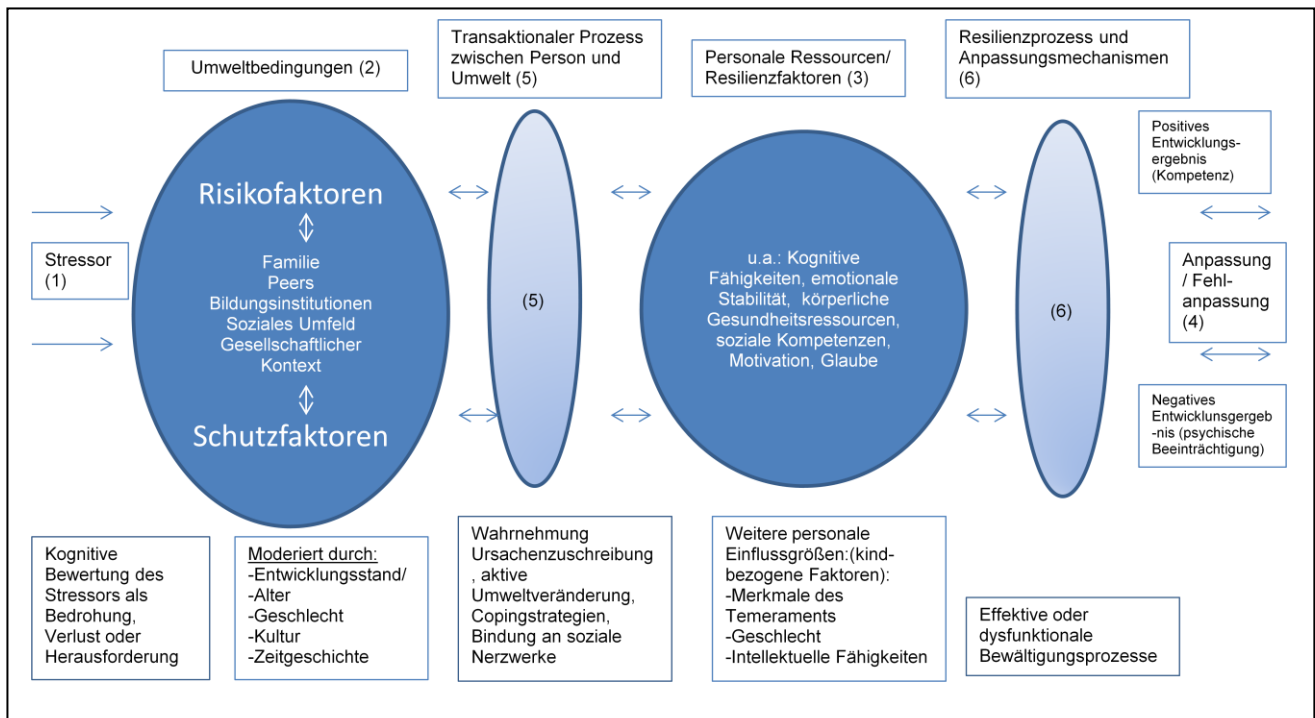 Umweltbedingungen (2)
Transaktionaler Prozess
zwischen Person und
Umwelt (5)
Personale Ressourcen/
Resilienzfaktoren (3)
Resilienzprozess und
Anpassungsmechanismen
(6)
Stressor
(1)
Risikofaktoren
Familie
Peers
Bildungsinstitutionen
Soziales Umfeld
Gesellschaftlicher
Kontext
Schutzfaktoren
(5)
u.a.: Kognitive
Fähigkeiten, emotionale
Stabilität, körperliche
Gesundheitsressourcen,
soziale Kompetenzen,
Motivation, Glaube
(6)
Positives
Entwicklungs-
ergebnis
(Kompetenz)
Anpassung
/ Fehl-
anpassung
(4)
Negatives
Entwicklunsgergeb
-nis (psychische
Beeinträchtigung)
Kognitive
Bewertung des
Stressors als
Bedrohung,
Verlust oder
Herausforderung
Moderiert durch:
-Entwicklungsstand/
-Alter
-Geschlecht
-Kultur
-Zeitgeschichte
Wahrnehmung
Ursachenzuschreibung
, aktive
Umweltveränderung,
Copingstrategien,
Bindung an soziale
Nerzwerke
Weitere personale
Einflussgrößen:(kind-
bezogene Faktoren):
-Merkmale des
Temeraments
-Geschlecht
-Intellektuelle Fähigkeiten
Effektive oder
dysfunktionale
Bewältigungsprozesse